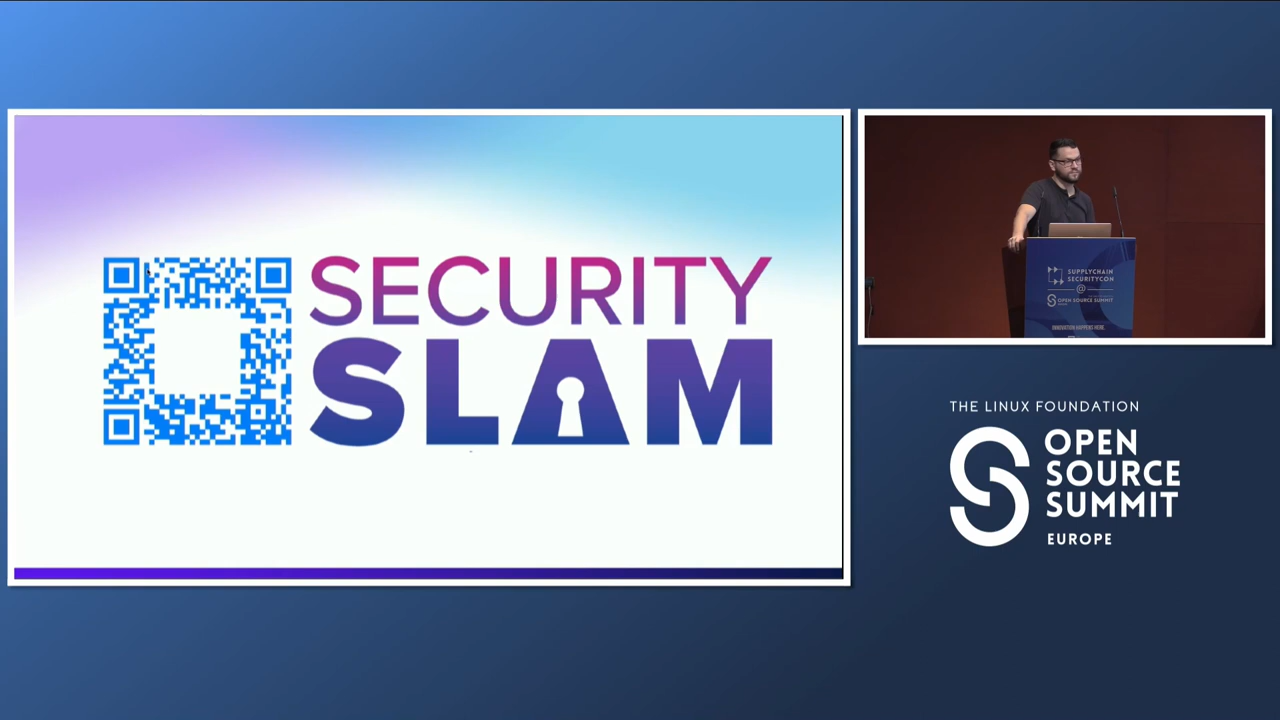 SECURITY
SLAM
SUPPLYCHAIN
SECURITYCON
@
OPEN SOURCE SUMMIT
INNOVATION HAPPENS HERE.
THE LINUX FOUNDATION
OPEN
SOURCE
SUMMIT
EUROPE